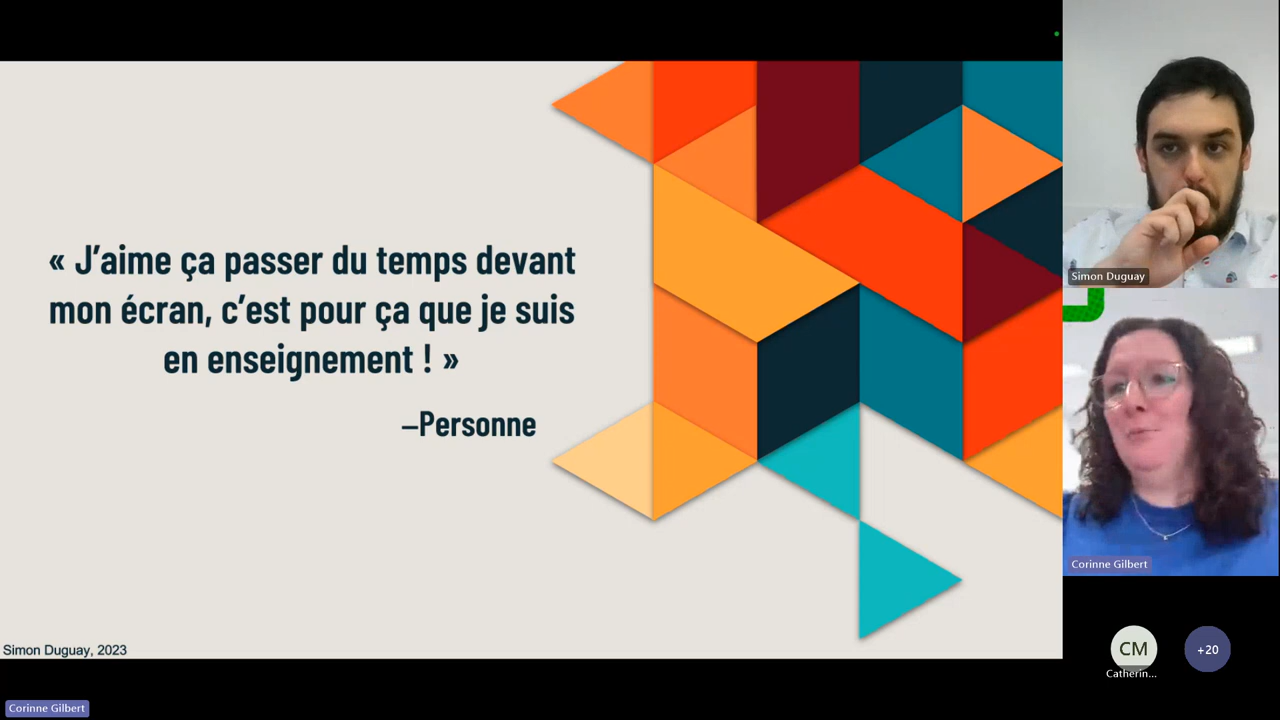 « J’aime ça passer du temps devant
mon écran, c’est pour ça que je suis
en enseignement ! »
–Personne
Simon Duguay, 2023
Corinne Gilbert
Simon Duguay
Corinne Gilbert
CM
Catherin...
+20